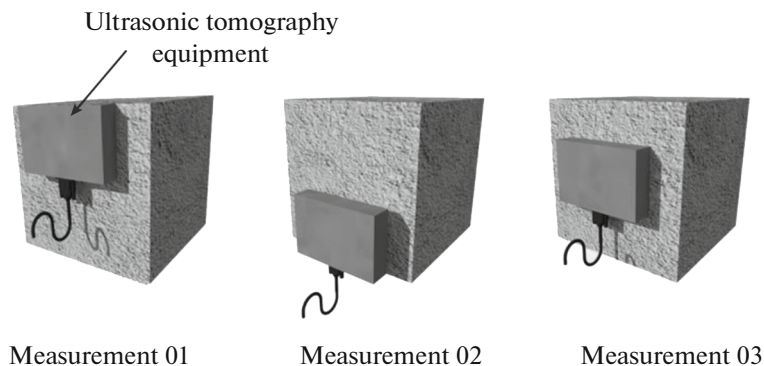 Ultrasonic tomography
equipment
Measurement 01
Measurement 02
Measurement 03